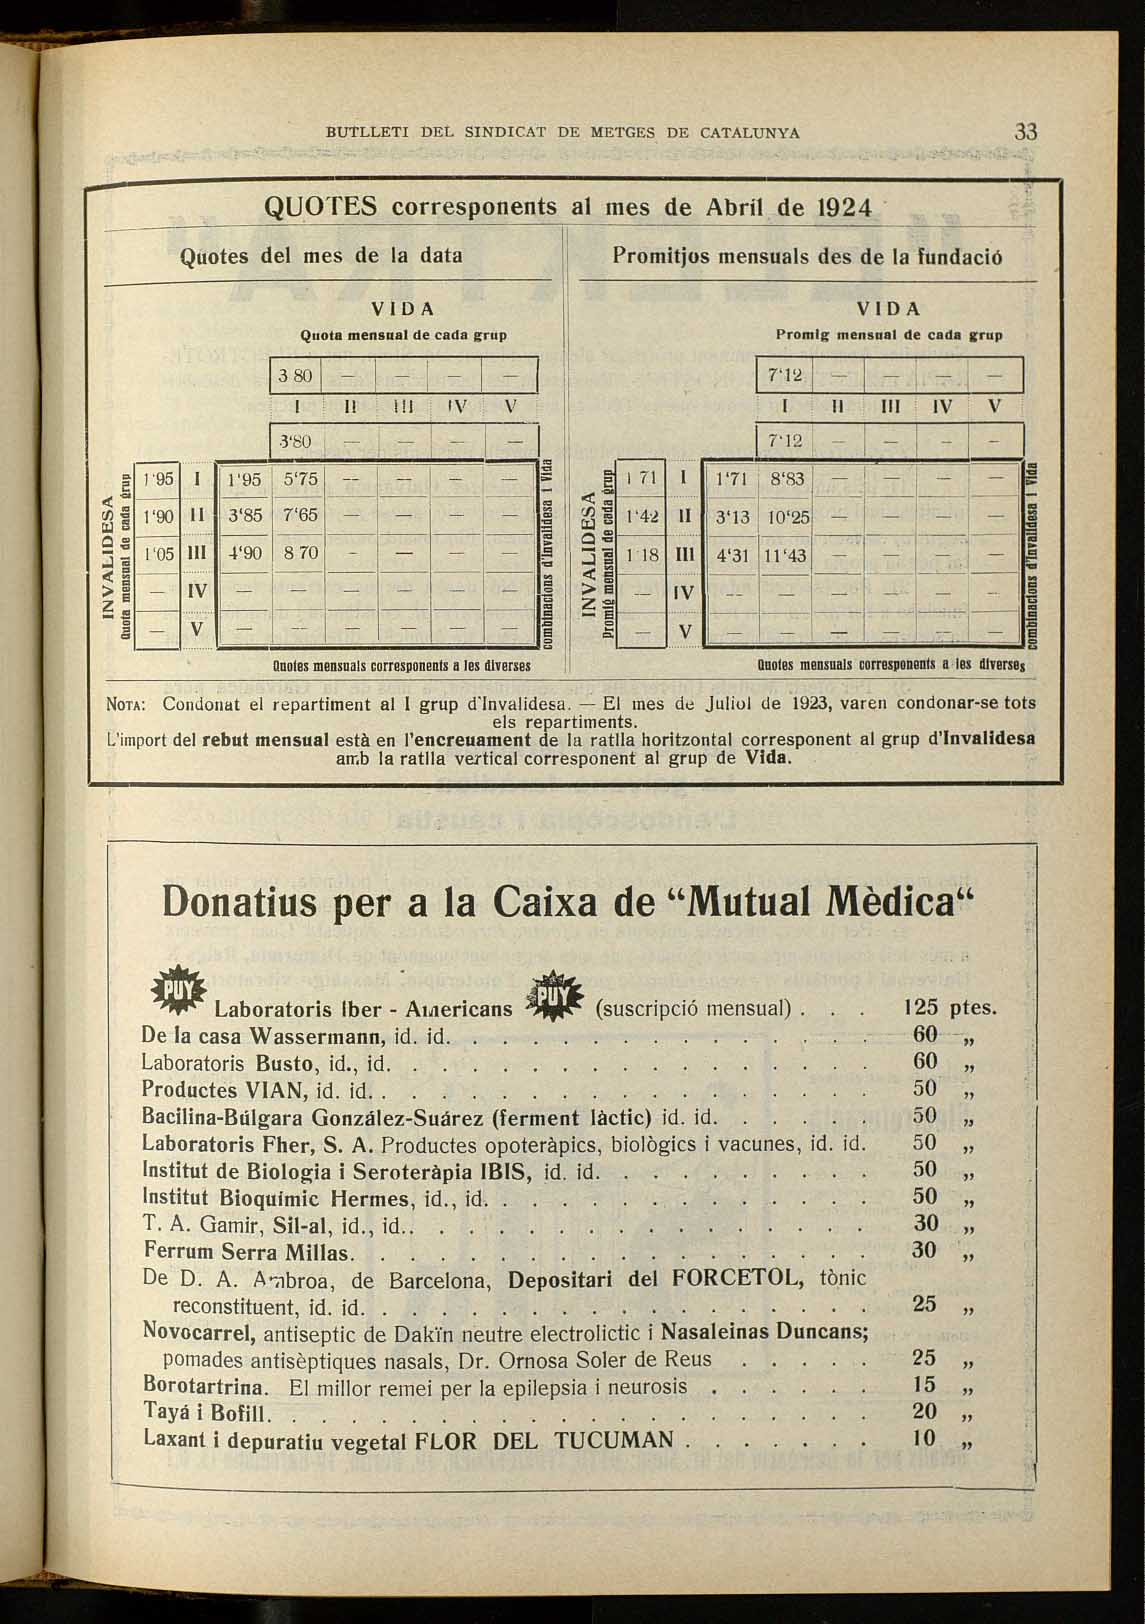 BUTLLETI DEL SINDICAT DE METGES DE CATALUNYA 33
QUOTES corresponents al mes de Abril de 1924
Quotes del mes de la data
VIDA
Quota mensual de cada grup
3 80 — — — —
I II III IV V
3‘80 — — — —
INVALIDESA
Quota mensual de cada grup
1‘95 I 1‘95 5‘75 — — — —
1‘90 II 3‘85 7‘65 — — — —
1‘05 III 4‘90 8 70 - — — —
— IV — — — — — —
— V — — — — — —
combinacions d'Invalidesa i Vida
Quotes mensuals corresponents a les diverses
Promitjos mensuals des de la fundació
VIDA
Promig mensual de cada grup
7‘12 — — — —
I II III IV V
7‘12 — — — —
INVALIDESA
Promig mensual de cada grup
1 71 I 1‘71 8‘83 — — — —
1‘42 II 3‘13 10‘25 — — — —
1 18 III 4‘31 11‘43 — — — —
— IV — — — — — —
— V — — — — — —
combinacions d'Invalidesa i Vida
Quotes mensuals corresponents a les diverses
NOTA: Condonat el repartiment al I grup d'Invalidesa. — El mes de Juliol de 1923, varen condonar-se tots
els repartiments.
L'import del rebut mensual està en l'encreuament de la ratlla horitzontal corresponent al grup d'Invalidesa
amb la ratlla vertical corresponent al grup de Vida.
Donatius per a la Caixa de “Mutual Mèdica“
PUY Laboratoris Iber - Americans PUY (suscripció mensual) . . . 125 ptes.
De la casa Wassermann, id. id. . . . . . . . . . . . . . . 60 „
Laboratoris Busto, id., id. . . . . . . . . . . . . . . . . 60 „
Productes VIAN, id. id. . . . . . . . . . . . . . . . . . 50 „
Bacilina-Búlgara González-Suárez (ferment làctic) id. id. . . . . . 50 „
Laboratoris Fher, S. A. Productes opoteràpics, biològics i vacunes, id. id. 50 „
Institut de Biologia i Seroteràpia IBIS, id. id. . . . . . . . . . 50 „
Institut Bioquímic Hermes, id., id. . . . . . . . . . . . . . 50 „
T. A. Gamir, Sil-al, id., id.. . . . . . . . . . . . . . . . . 30 „
Ferrum Serra Millas. . . . . . . . . . . . . . . . . . . 30 „
De D. A. Ambroa, de Barcelona, Depositari del FORCETOL, tònic
reconstituent, id. id. . . . . . . . . . . . . . . . . . 25 „
Novocarrel, antiseptic de Dakïn neutre electrolictic i Nasaleinas Duncans;
pomades antisèptiques nasals, Dr. Ornosa Soler de Reus . . . . . 25 „
Borotartrina. El millor remei per la epilepsia i neurosis . . . . . . 15 „
Tayá i Bofill. . . . . . . . . . . . . . . . . . . . . . 20 „
Laxant i depuratiu vegetal FLOR DEL TUCUMAN . . . . . . . 10 „